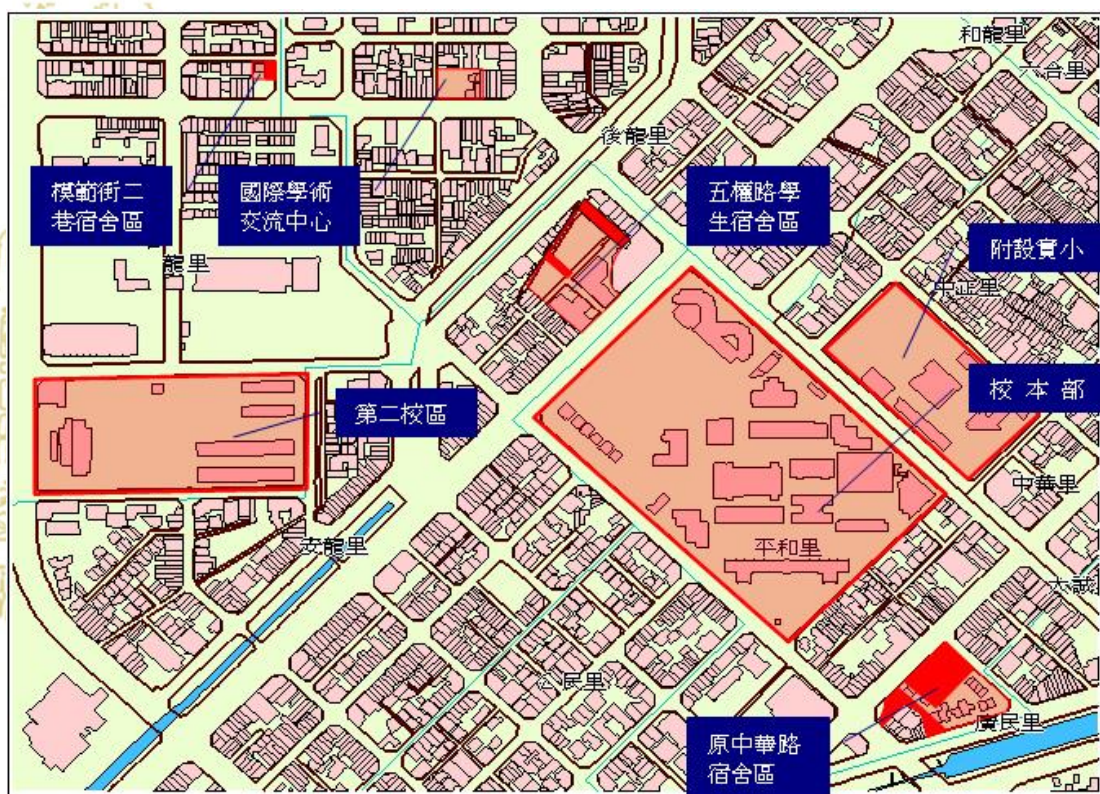 和龍里
六合里
後龍里
模範街二
巷宿舍區
國際學術
交流中心
五權路學
生宿舍區
附設實小
龍里
中正里
校 本 部
第二校區
中華里
安龍里
平和里
大誠
公民里
原中華路
宿舍區
廣民里